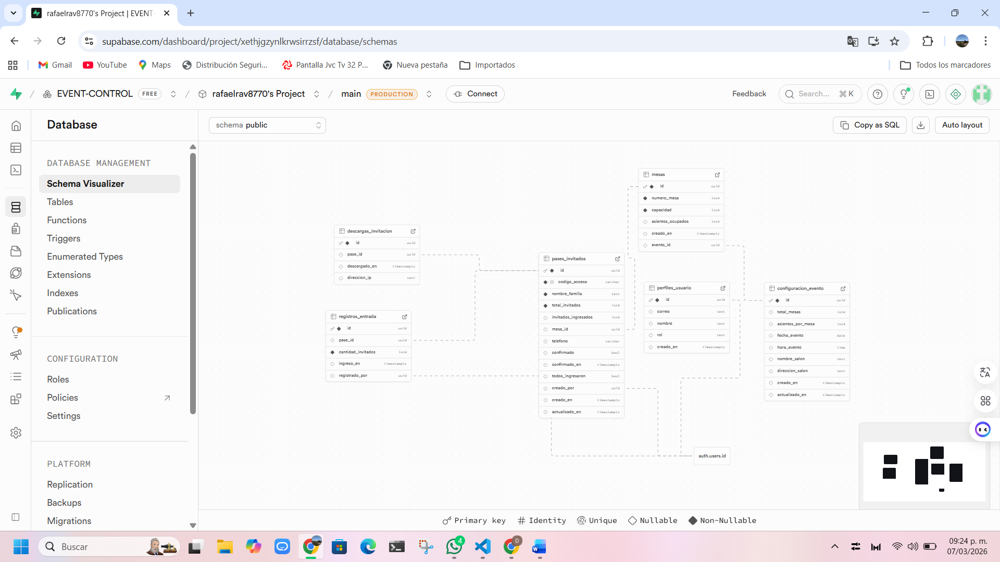 rafaelrav8770's Project | EVENT-
supabase.com/dashboard/project/xethjgzynlkrwsirrzsf/database/schemas
Gmail
YouTube
Maps
Distribución Seguri...
Pantalla Jvc Tv 32 P...
Nueva pestaña
Importados
Todos los marcadores
EVENT-CONTROL
FREE
rafaelrav8770's Project
main
PRODUCTION
Connect
Feedback
Search...
⌘ K
Database
schema public
Copy as SQL
Auto layout
DATABASE MANAGEMENT
Schema Visualizer
Tables
Functions
Triggers
Enumerated Types
Extensions
Indexes
Publications
CONFIGURATION
Roles
Policies
Settings
PLATFORM
Replication
Backups
Migrations
mesas
id uuid
numero_mesa int4
capacidad int4
asientos_ocupados int4
creado_en timestamptz
evento_id uuid
descargas_invitacion
id uuid
pase_id uuid
descargado_en timestamptz
direccion_ip text
pases_invitados
id uuid
codigo_acceso varchar
nombre_familia text
total_invitados int4
invitados_ingresados int4
mesa_id uuid
telefono varchar
confirmado bool
confirmado_en timestamptz
todos_ingresaron bool
creado_por uuid
creado_en timestamptz
actualizado_en timestamptz
perfiles_usuario
id uuid
correo text
nombre text
rol text
creado_en timestamptz
configuracion_evento
id uuid
total_mesas int4
asientos_por_mesa int4
fecha_evento date
hora_evento time
nombre_salon text
direccion_salon text
creado_en timestamptz
actualizado_en timestamptz
registros_entrada
id uuid
pase_id uuid
cantidad_invitados int4
ingreso_en timestamptz
registrado_por uuid
auth.users.id
Primary key
Identity
Unique
Nullable
Non-Nullable
Buscar
4
D
09:24 p. m.
07/03/2026